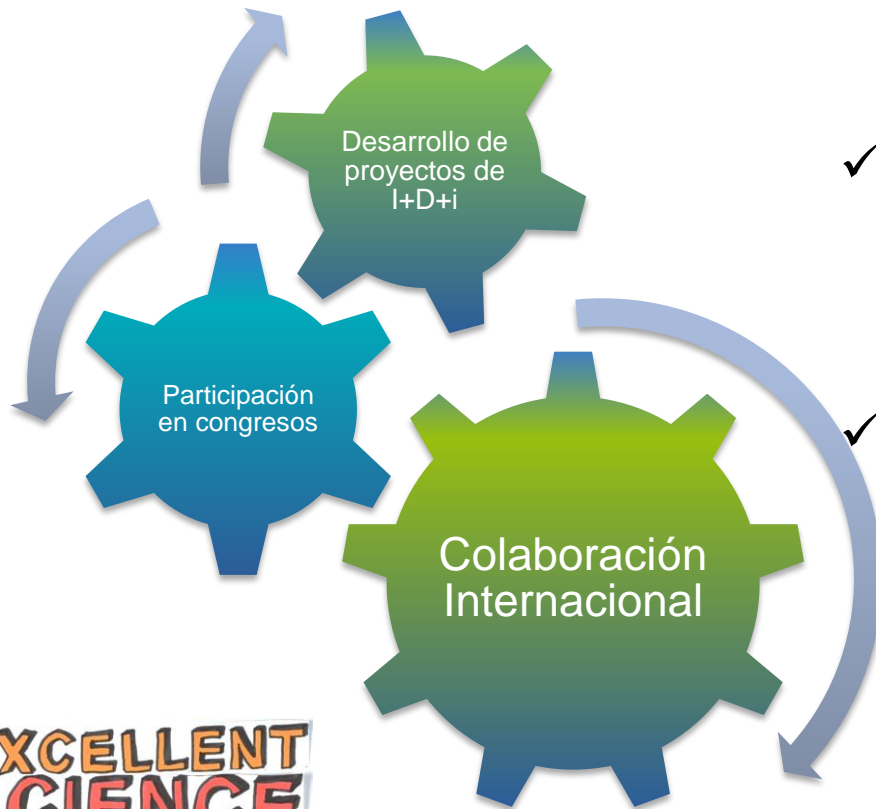 Desarrollo de
proyectos de
I+D+i
Participación
en congresos
Colaboración
Internacional
XCELLENT
CIENCE